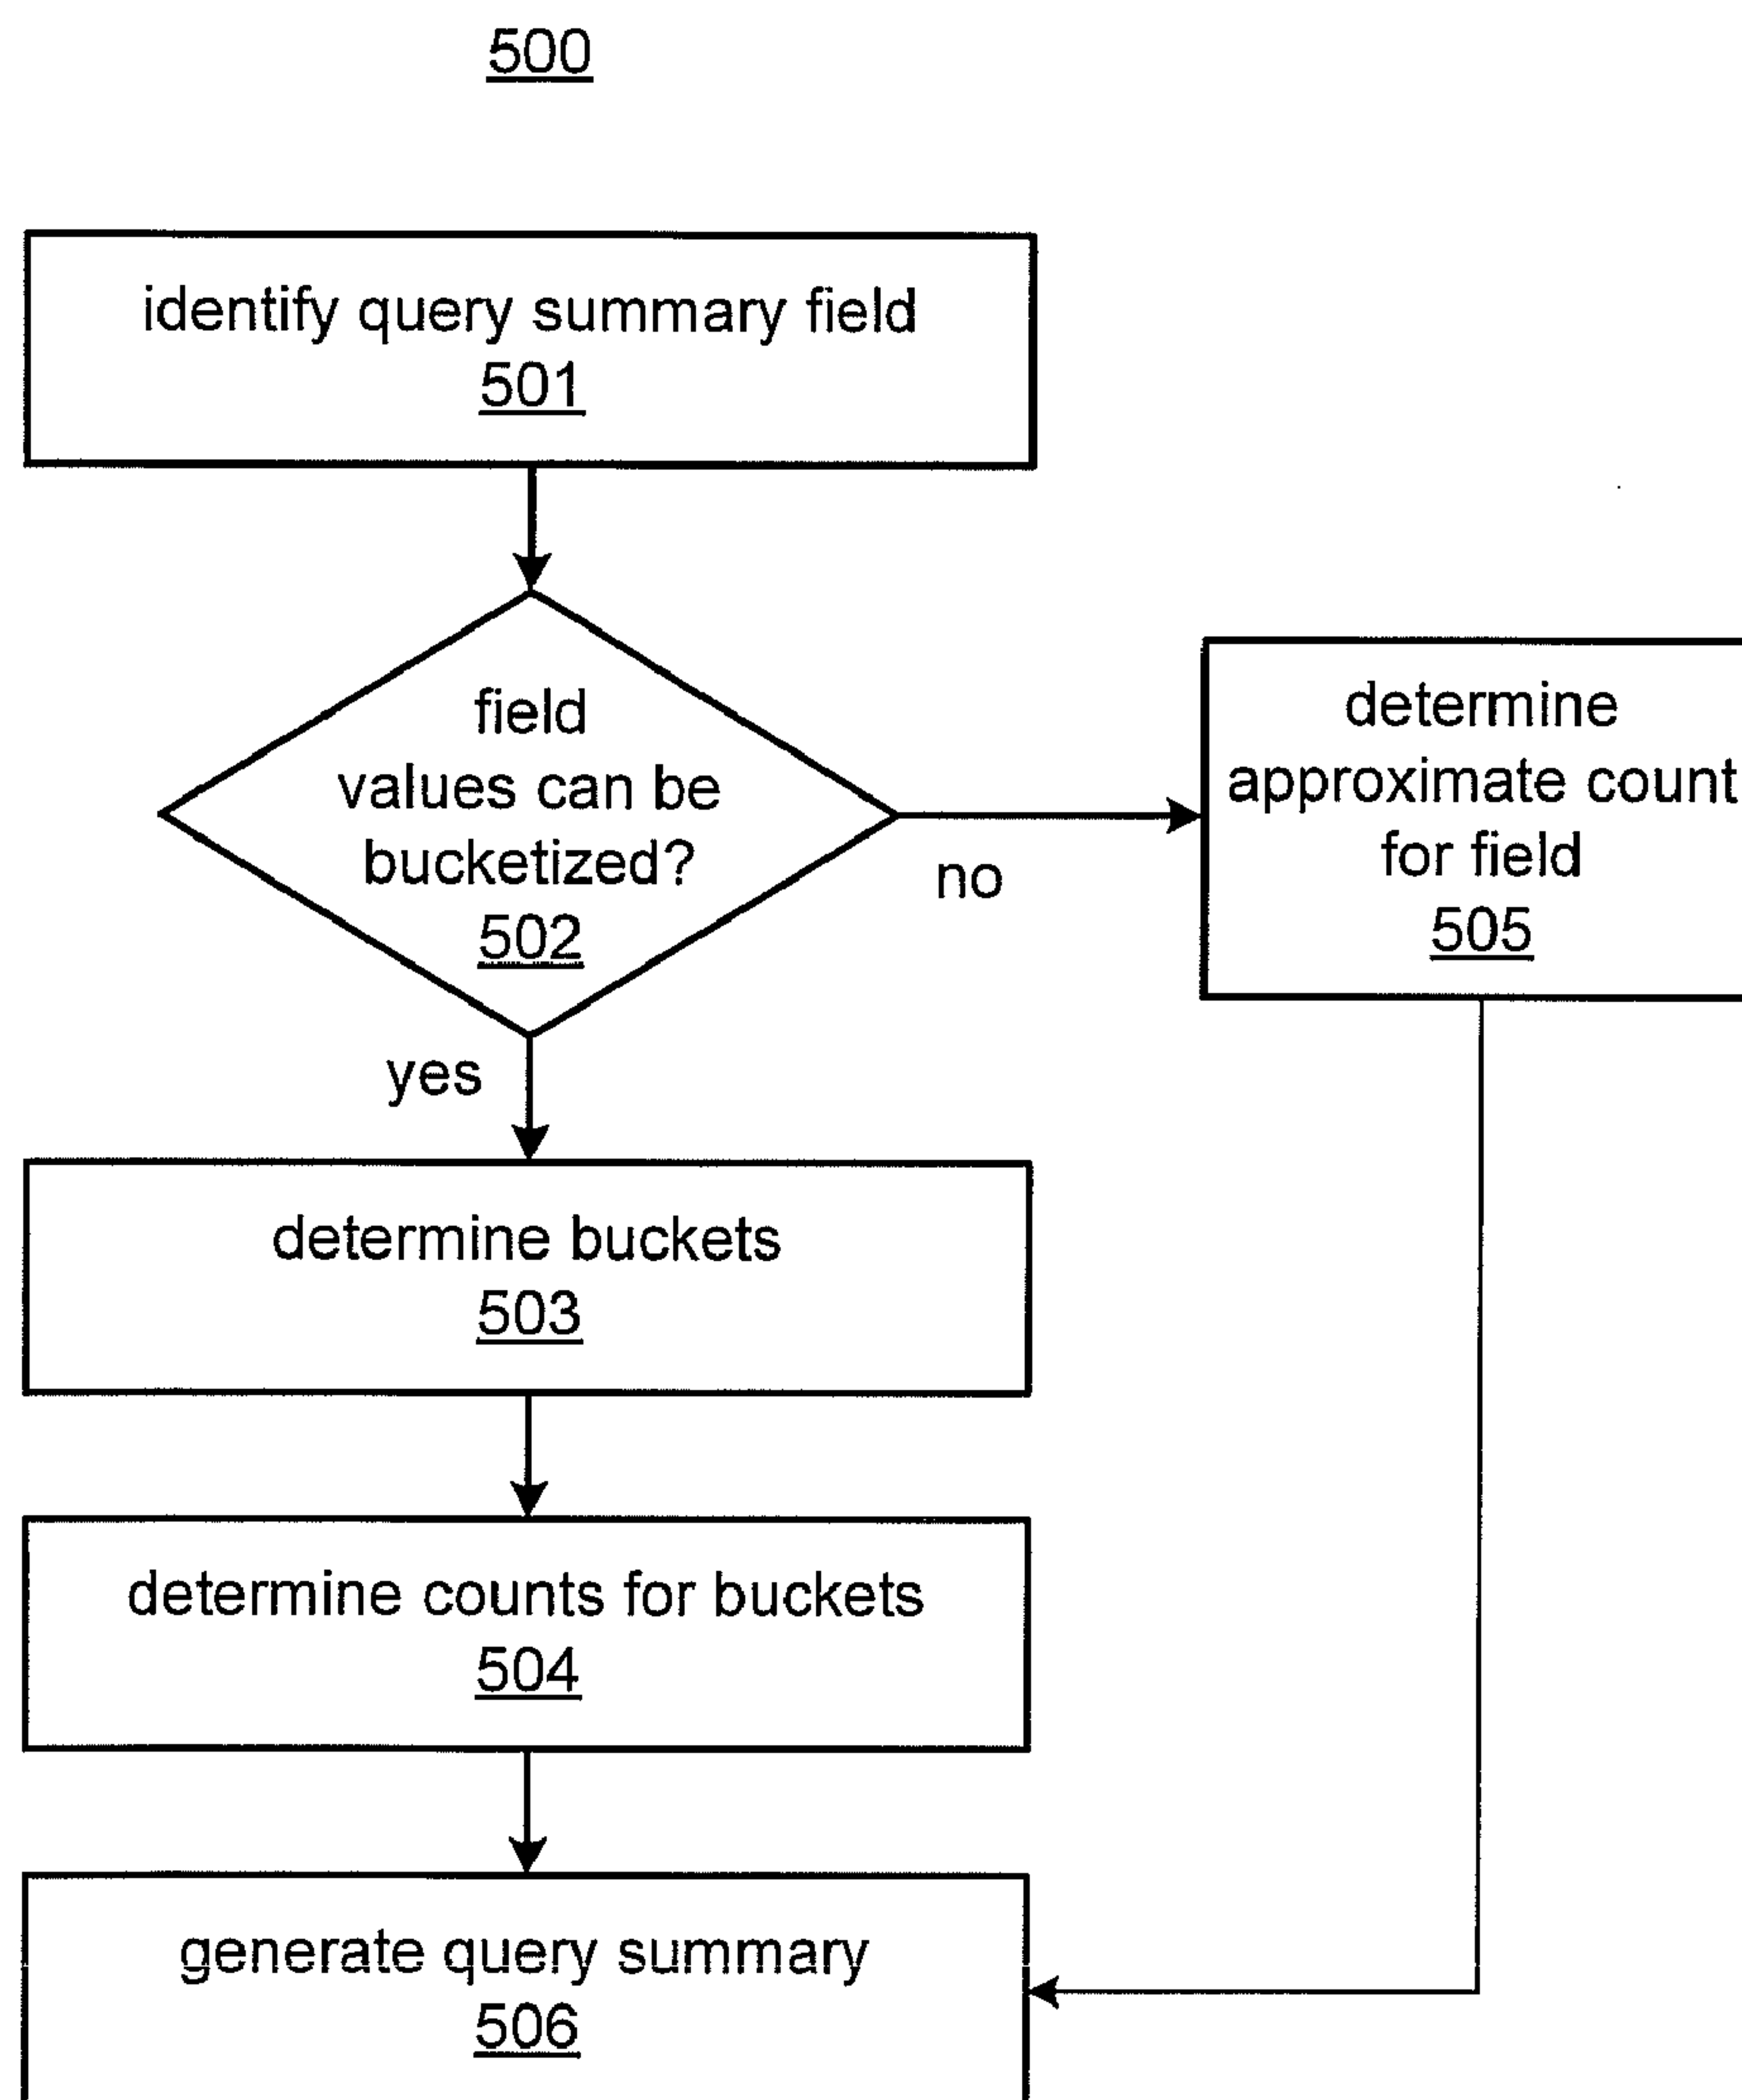 500
identify query summary field
501
field
values can be
bucketized?
502
no
determine
approximate count
for field
505
yes
determine buckets
503
determine counts for buckets
504
generate query summary
506